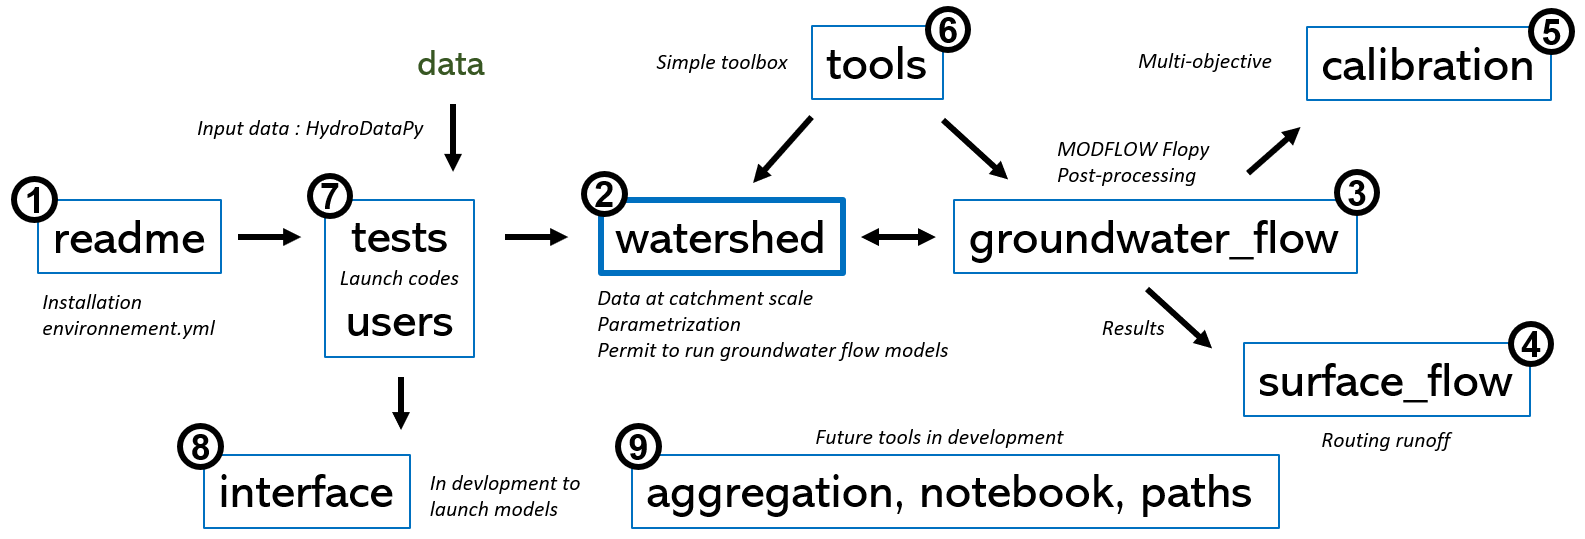 data
Input data : HydroDataPy
Simple toolbox
6
tools
Multi-objective
5
calibration
MODFLOW Flopy
Post-processing
1
readme
Installation
environnement.yml
7
tests
Launch codes
users
2
watershed
Data at catchment scale
Parametrization
Permit to run groundwater flow models
3
groundwater_flow
Results
4
surface_flow
Routing runoff
8
interface
In devlopment to
launch models
Future tools in development
9
aggregation, notebook, paths